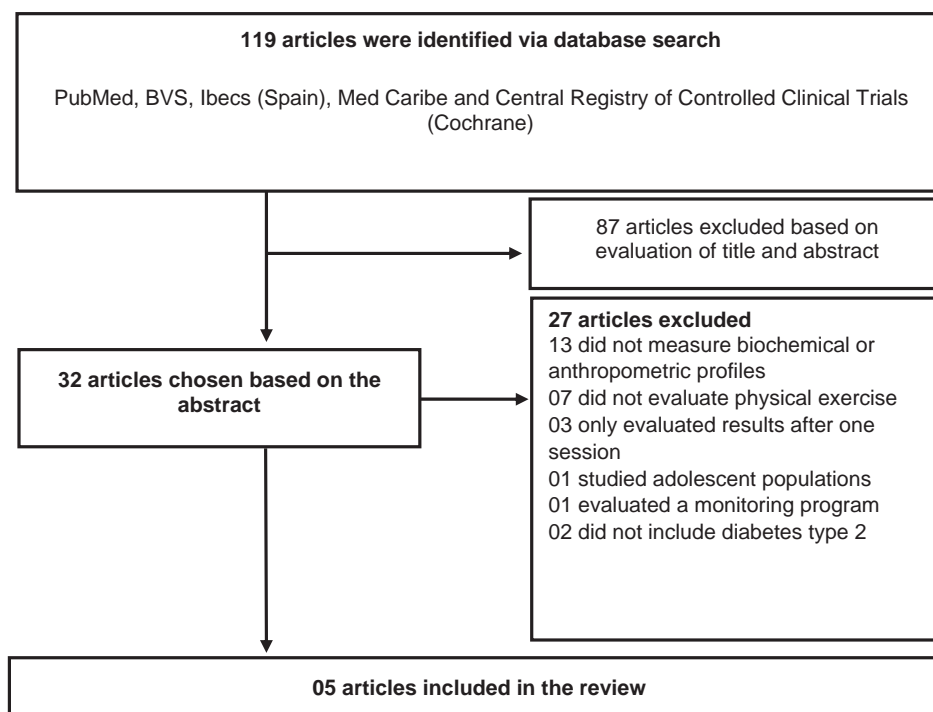 119 articles were identified via database search
PubMed, BVS, Ibecs (Spain), Med Caribe and Central Registry of Controlled Clinical Trials
(Cochrane)
87 articles excluded based on
evaluation of title and abstract
32 articles chosen based on the
abstract
27 articles excluded
13 did not measure biochemical or
anthropometric profiles
07 did not evaluate physical exercise
03 only evaluated results after one
session
01 studied adolescent populations
01 evaluated a monitoring program
02 did not include diabetes type 2
05 articles included in the review